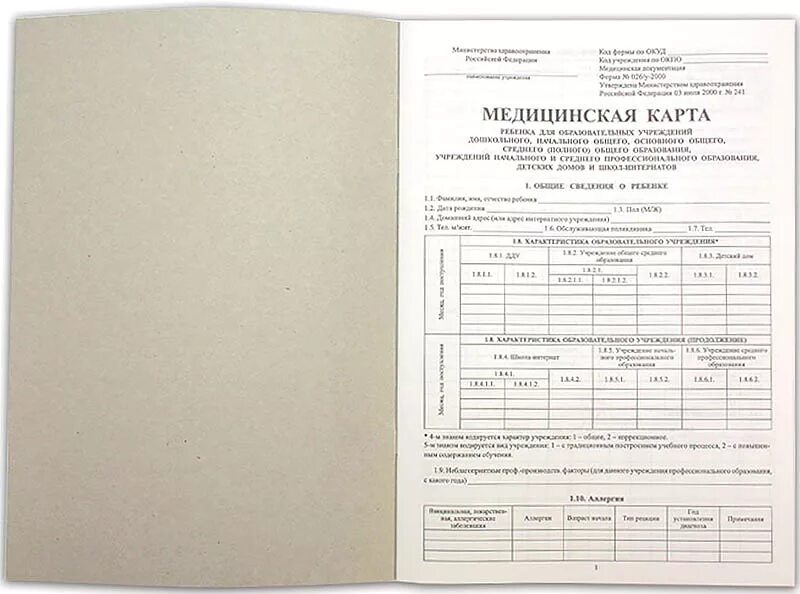 Министерство здравоохранения
Российской Федерации
наименование учреждения
Код формы по ОКУД
Код учреждения по ОКПО
Медицинская документация
Форма № 026/у-2000
Утверждена Министерством здравоохранения
Российской Федерации 03 июля 2000 г. № 241
МЕДИЦИНСКАЯ КАРТА
РЕБЕНКА ДЛЯ ОБРАЗОВАТЕЛЬНЫХ УЧРЕЖДЕНИЙ
ДОШКОЛЬНОГО, НАЧАЛЬНОГО ОБЩЕГО, ОСНОВНОГО ОБЩЕГО,
СРЕДНЕГО (ПОЛНОГО) ОБЩЕГО ОБРАЗОВАНИЯ,
УЧРЕЖДЕНИЙ НАЧАЛЬНОГО И СРЕДНЕГО ПРОФЕССИОНАЛЬНОГО ОБРАЗОВАНИЯ,
ДЕТСКИХ ДОМОВ И ШКОЛ-ИНТЕРНАТОВ
1. ОБЩИЕ СВЕДЕНИЯ О РЕБЕНКЕ
1.1. Фамилия, имя, отчество ребенка
1.2. Дата рождения 1.3. Пол (М/Ж)
1.4. Домашний адрес (или адрес интернатного учреждения)
1.5. Тел. м/жит. 1.6. Обслуживающая поликлиника 1.7. Тел.
Месяц, год поступления
1.8. ХАРАКТЕРИСТИКА ОБРАЗОВАТЕЛЬНОГО УЧРЕЖДЕНИЯ*
1.8.1. ДДУ
1.8.2. Учреждение общего среднего
образования
1.8.3. Детский дом
1.8.1.1. 1.8.1.2. 1.8.2.1. 1.8.2.2. 1.8.3.1. 1.8.3.2.
1.8.2.1.1. 1.8.2.1.2.
Месяц, год поступления
1.8. ХАРАКТЕРИСТИКА ОБРАЗОВАТЕЛЬНОГО УЧРЕЖДЕНИЯ (ПРОДОЛЖЕНИЕ)
1.8.4. Школа интернат
1.8.5. Учреждение началь-
ного профессионального
образования
1.8.6. Учреждение среднего
профессионального
образования
1.8.4.1. 1.8.4.2. 1.8.5.1. 1.8.5.2. 1.8.6.1. 1.8.6.2.
1.8.4.1.1. 1.8.4.1.2.
* 4-м знаком кодируется характер учреждения: 1 – общее, 2 – коррекционное.
5-м знаком кодируется вид учреждения: 1 – с традиционным построением учебного процесса, 2 – с повышен-
ным содержанием обучения.
1.9. Неблагоприятные проф.-производств. факторы (для данного учреждения профессионального образования,
с какого года)
1.10. Аллергия
Вакцинальная, лекарствен-
ная, аллергические
заболевания
Аллерген
Возраст начала
Тип реакции
Год
установления
диагноза
Примечания
1